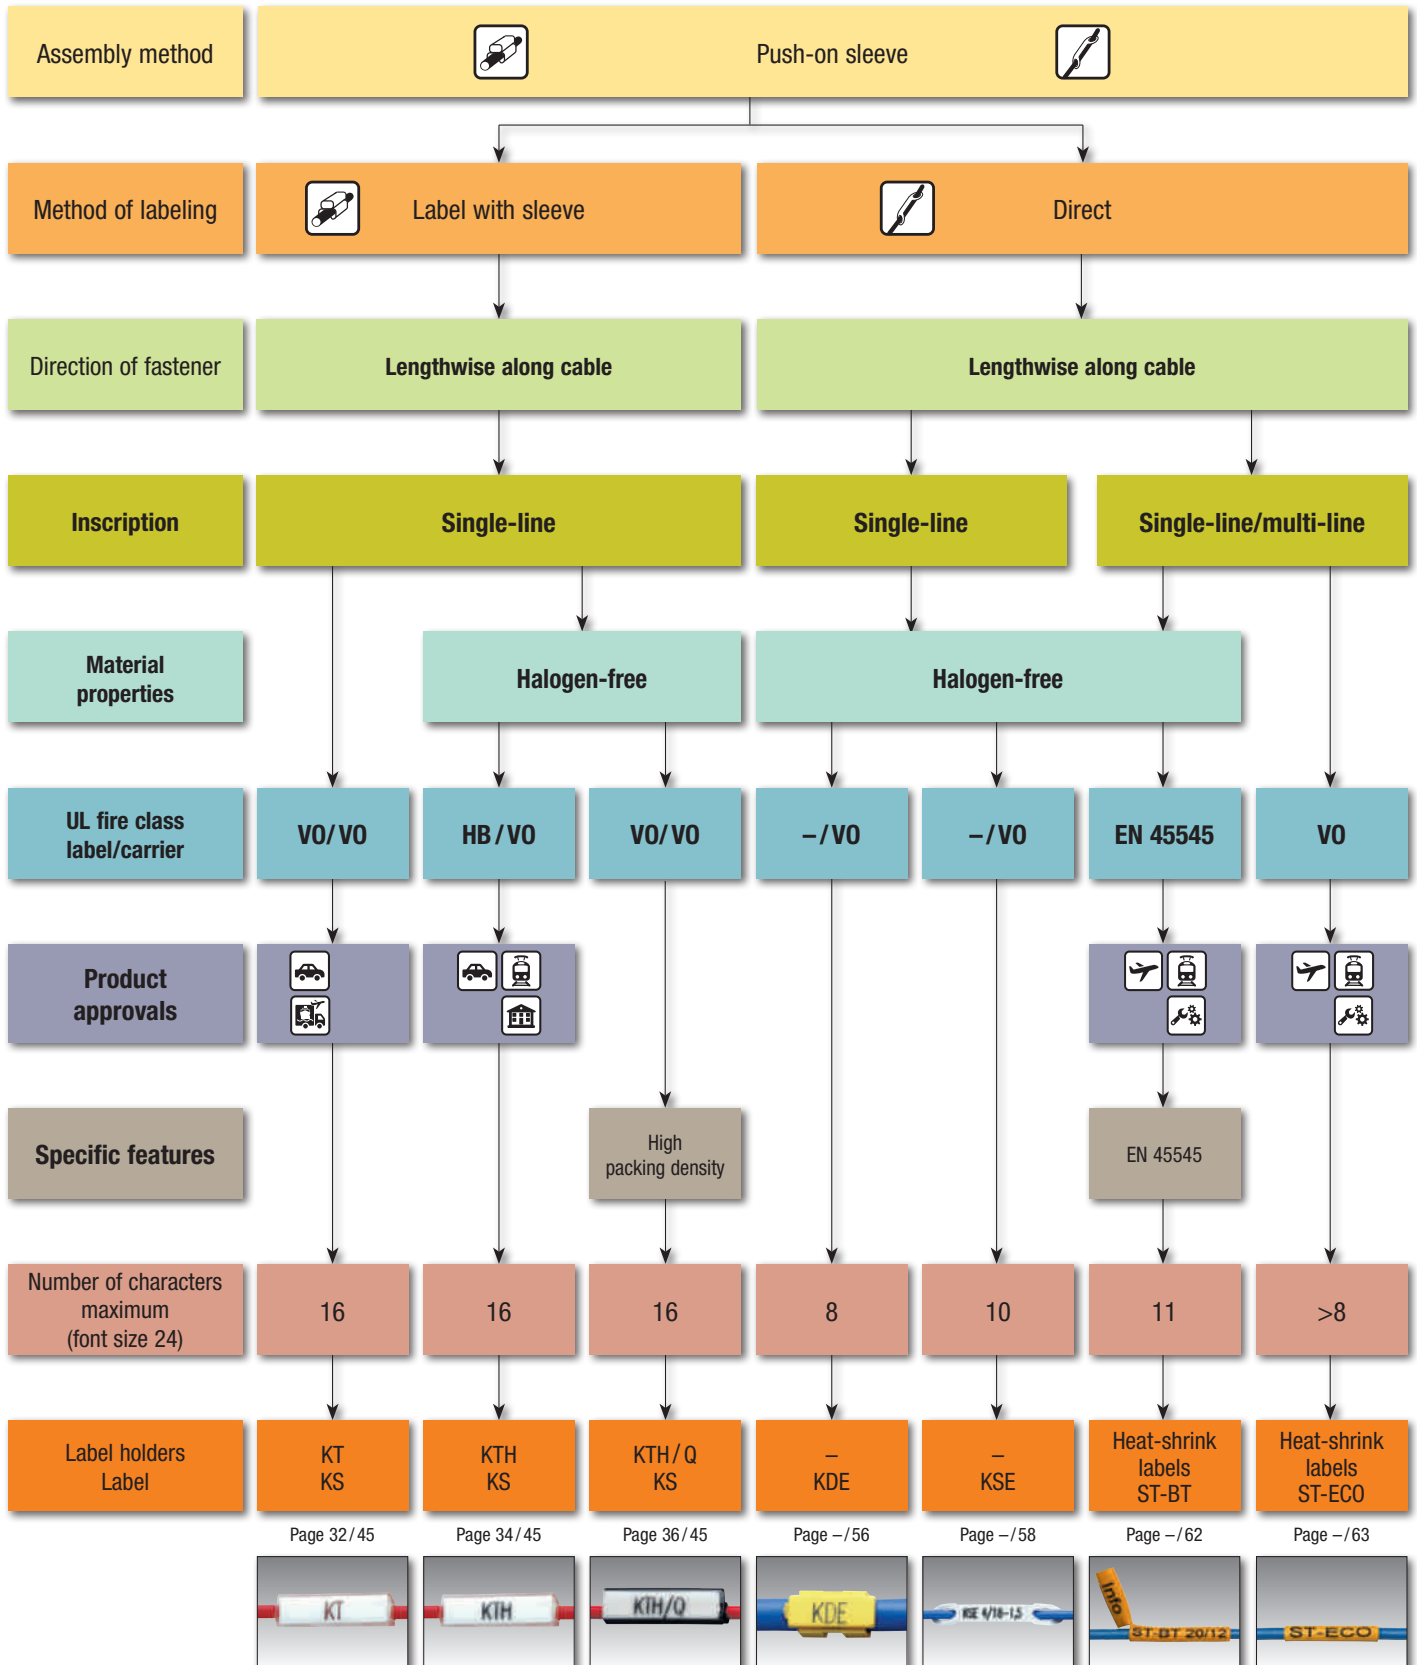 Assembly method
Push-on sleeve
Method of labeling
Label with sleeve
Direct
Direction of fastener
Lengthwise along cable
Lengthwise along cable
Inscription
Single-line
Single-line
Single-line/multi-line
Material
properties
Halogen-free
Halogen-free
UL fire class
label/carrier
VO/VO
HB/VO
VO/VO
–/VO
–/VO
EN 45545
VO
Product
approvals
Specific features
High
packing density
EN 45545
Number of characters
maximum
(font size 24)
16
16
16
8
10
11
>8
Label holders
Label
KT
KS
KTH
KS
KTH/Q
KS
–
KDE
–
KSE
Heat-shrink
labels
ST-BT
Heat-shrink
labels
ST-ECO
Page 32/45
Page 34/45
Page 36/45
Page –/56
Page –/58
Page –/62
Page –/63
KT
KTH
KTH/Q
KDE
KSE 4/18-1,5
Info
ST-BT 20/12
ST-ECO